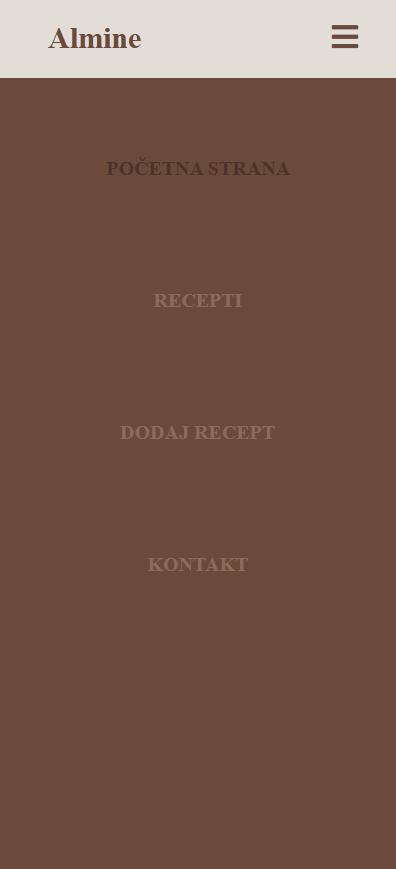 Almine
POČETNA STRANA
RECEPTI
DODAJ RECEPT
KONTAKT